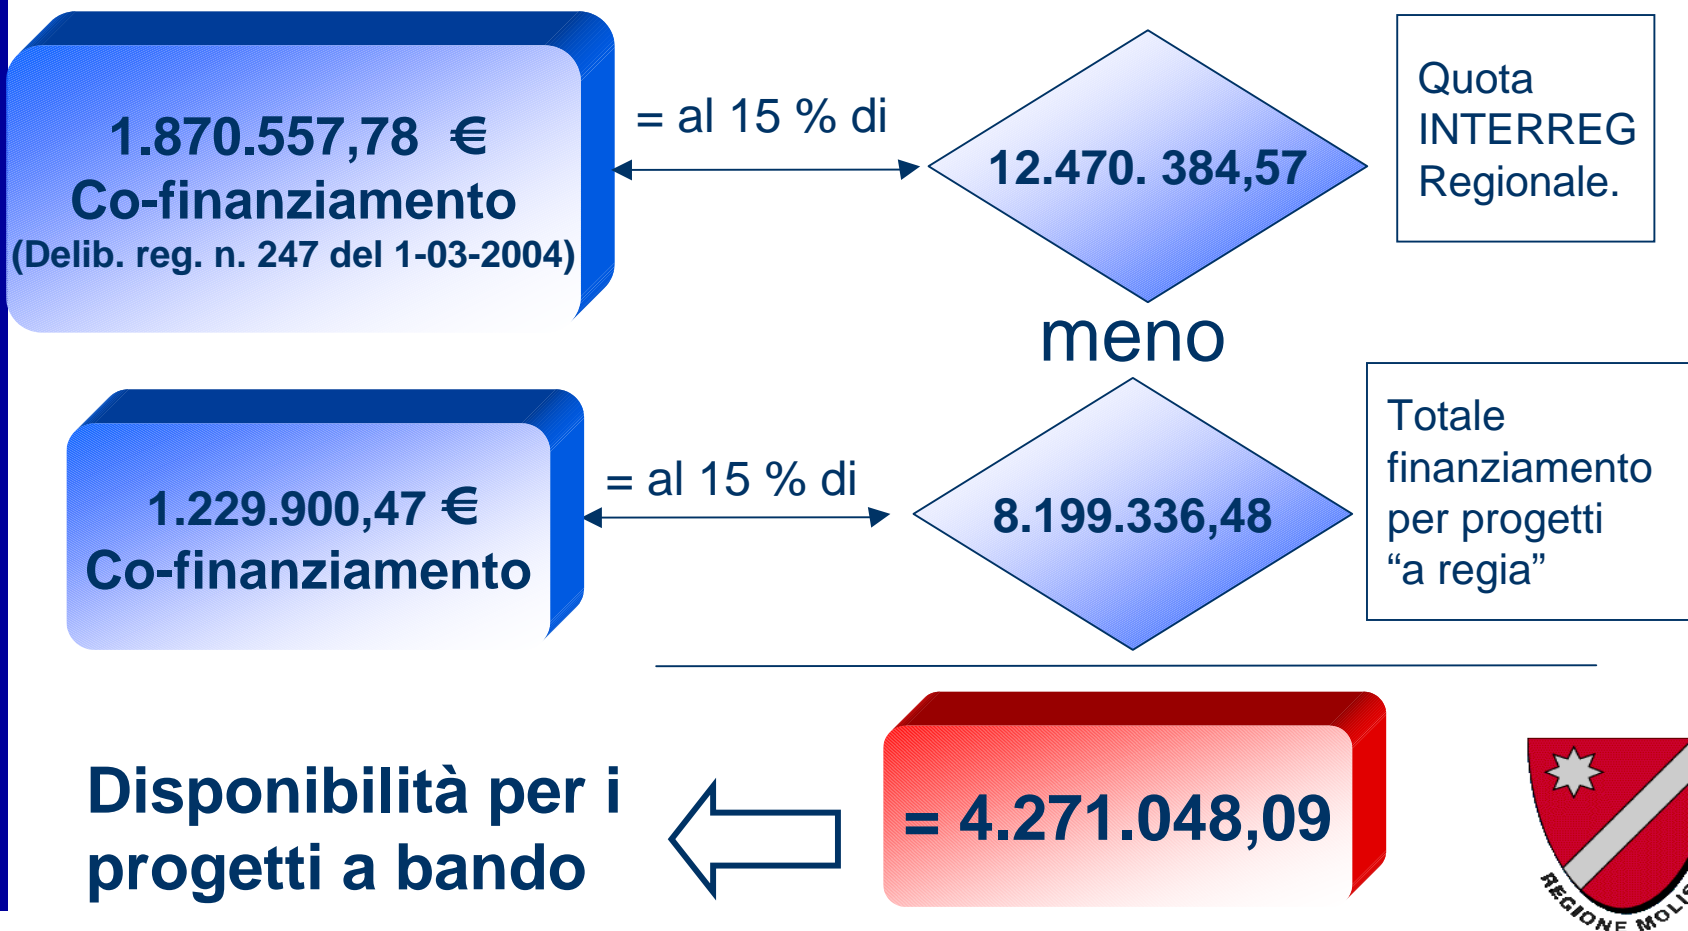 1.870.557,78 €
Co-finanziamento
(Delib. reg. n. 247 del 1-03-2004)
= al 15 % di
12.470. 384,57
Quota
INTERREG
Regionale.
meno
1.229.900,47 €
Co-finanziamento
= al 15 % di
8.199.336,48
Totale
finanziamento
per progetti
“a regia”
Disponibilità per i
progetti a bando
= 4.271.048,09
REGIONE MOLIS